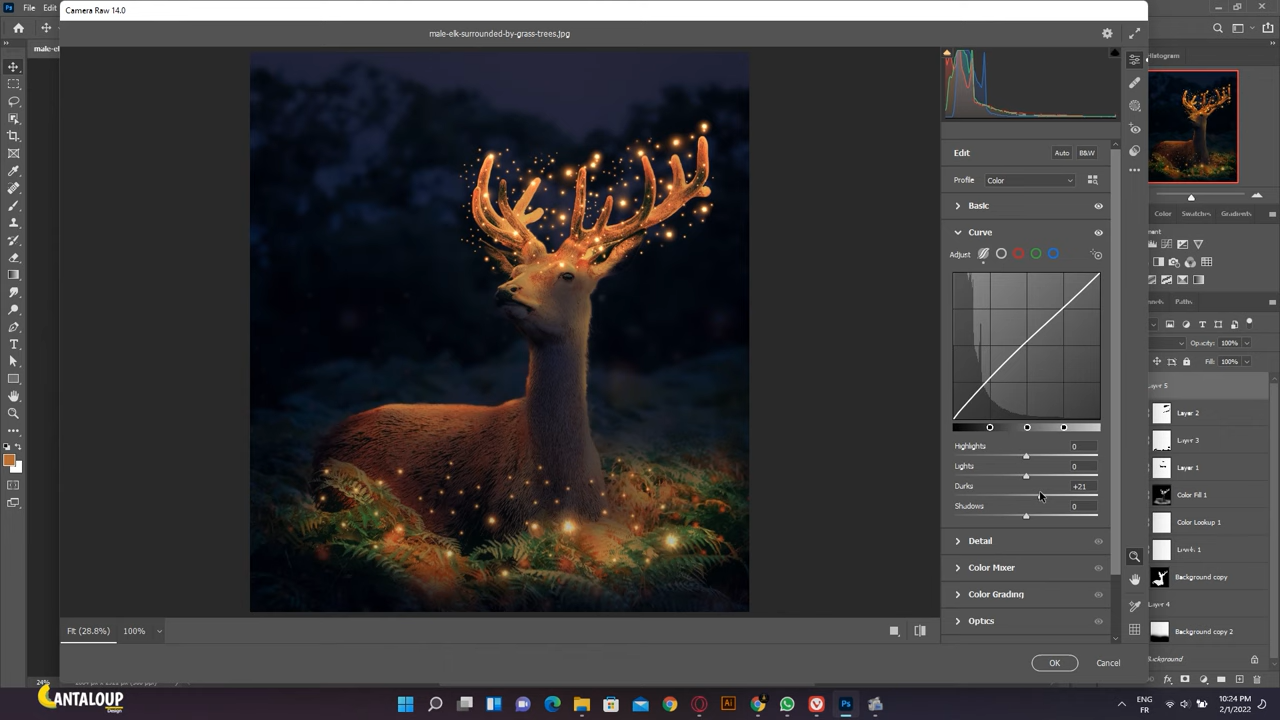 Camera Raw 14.0
File
Edit
male-elk-surrounded-by-grass-trees.jpg
male-el
Edit
Auto
B&W
Profile
Color
Basic
Curve
Adjust
Highlights
0
Lights
0
Darks
+21
Shadows
0
Detail
Color Mixer
Color Grading
Optics
Fit (28.8%)
100%
OK
Cancel
Color
Swatches
Gradients
Paths
Opacity:
100%
Fill:
100%
Layer 2
Layer 3
Layer 1
Color Fill 1
Color Lookup 1
Levels 1
Background copy
Background copy 2
24%
CANTALOUP
Design
ENG
FR
10:24 PM
2/1/2022